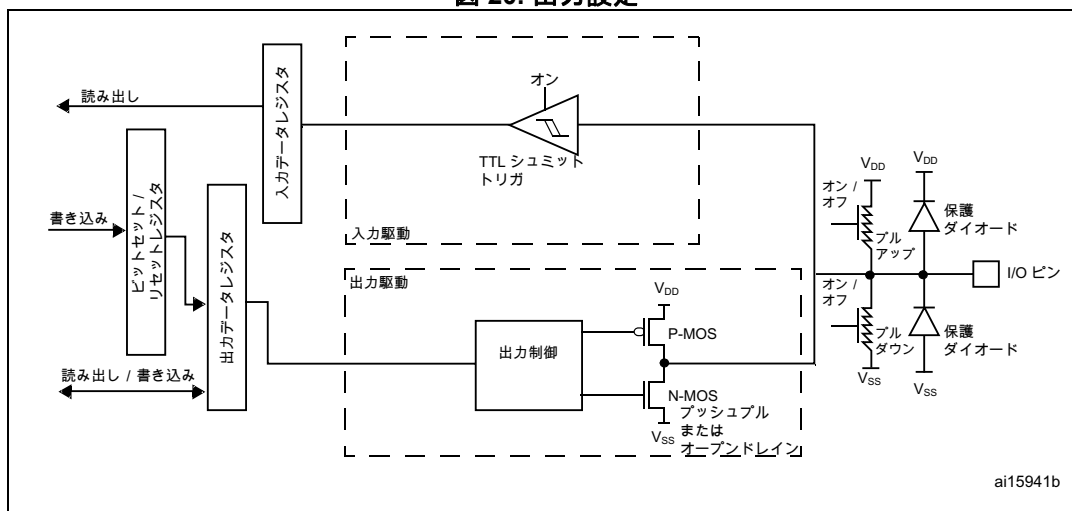 図 20. 出力設定
オン
読み出し
入力データレジスタ
TTL シュミット
トリガ
入力駆動
書き込み
ビットセット /
リセットレジスタ
出力データレジスタ
読み出し / 書き込み
出力駆動
出力制御
VDD
P-MOS
N-MOS
VSS
プッシュプル
または
オープンドレイン
オン /
オフ
VDD
プル
アップ
VDD
保護
ダイオード
I/O ピン
オン /
オフ
プル
ダウン
VSS
保護
ダイオード
VSS
ai15941b